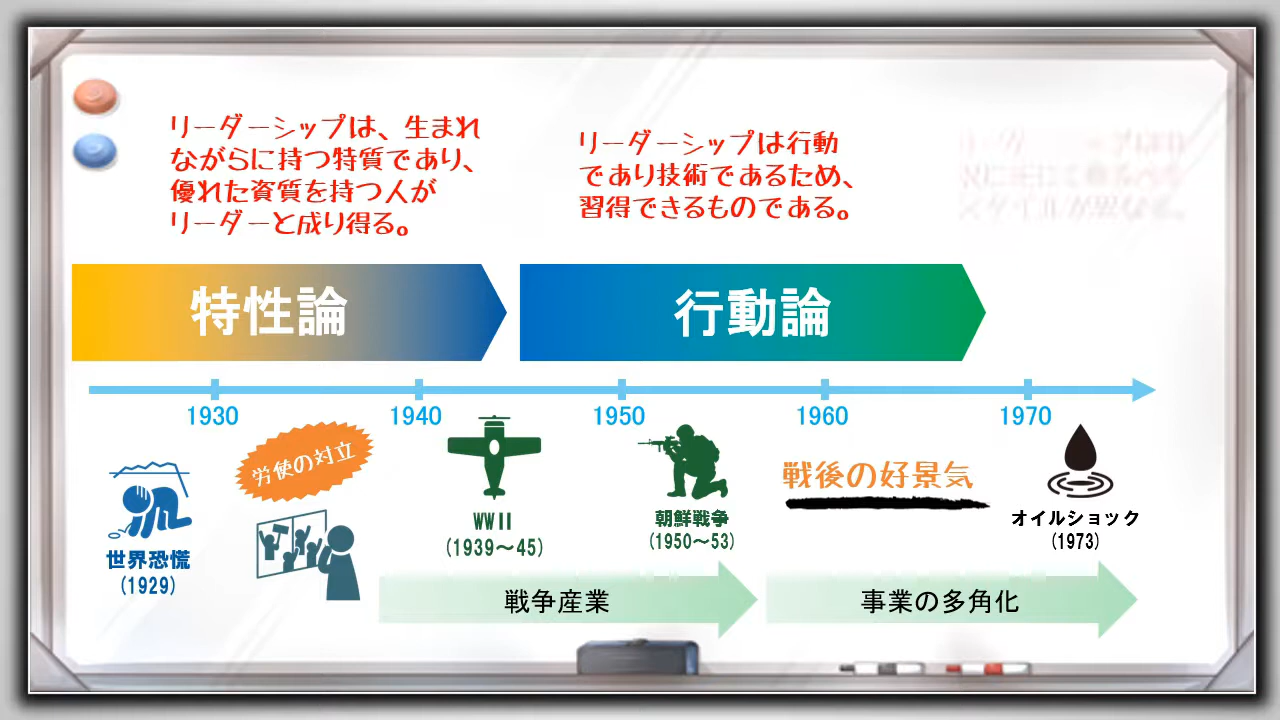 リーダーシップは、生まれ
ながらに持つ特質であり、
優れた資質を持つ人が
リーダーと成り得る。
リーダーシップは行動
であり技術であるため、
習得できるものである。
特性論
行動論
1930
1940
1950
1960
1970
労使の対立
戦後の好景気
世界恐慌
(1929)
WWⅡ
(1939～45)
朝鮮戦争
(1950～53)
オイルショック
(1973)
戦争産業
事業の多角化